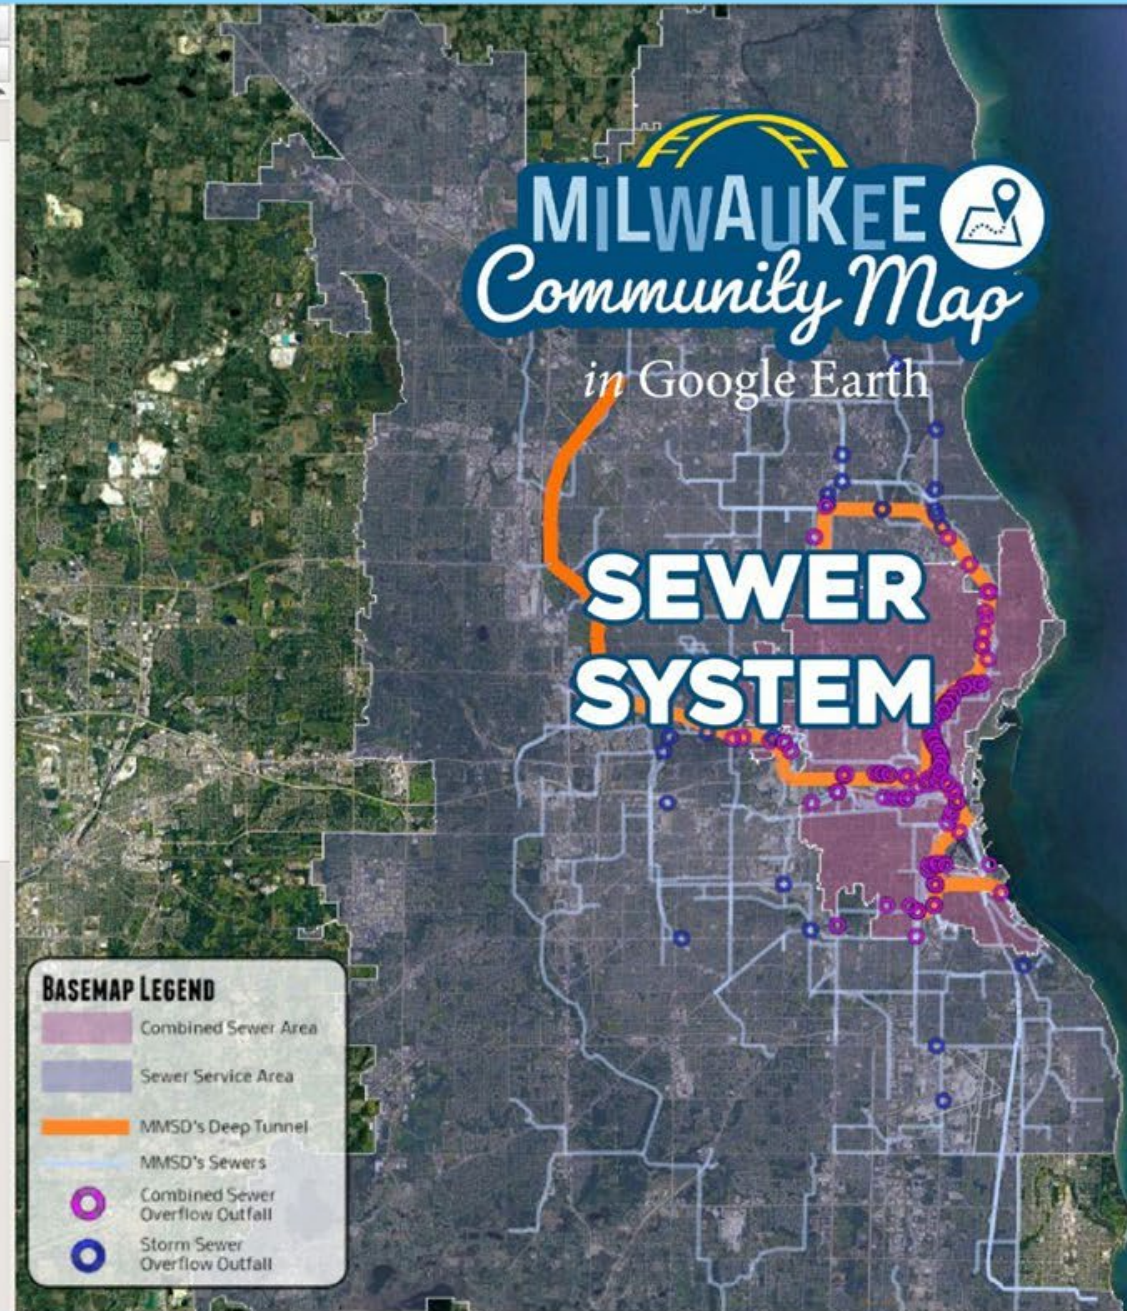 MILWAUKEE
Community Map
in Google Earth
SEWER
SYSTEM
BASEMAP LEGEND
Combined Sewer Area
Sewer Service Area
MMSD's Deep Tunnel
MMSD's Sewers
Combined Sewer
Overflow Outfall
Storm Sewer
Overflow Outfall